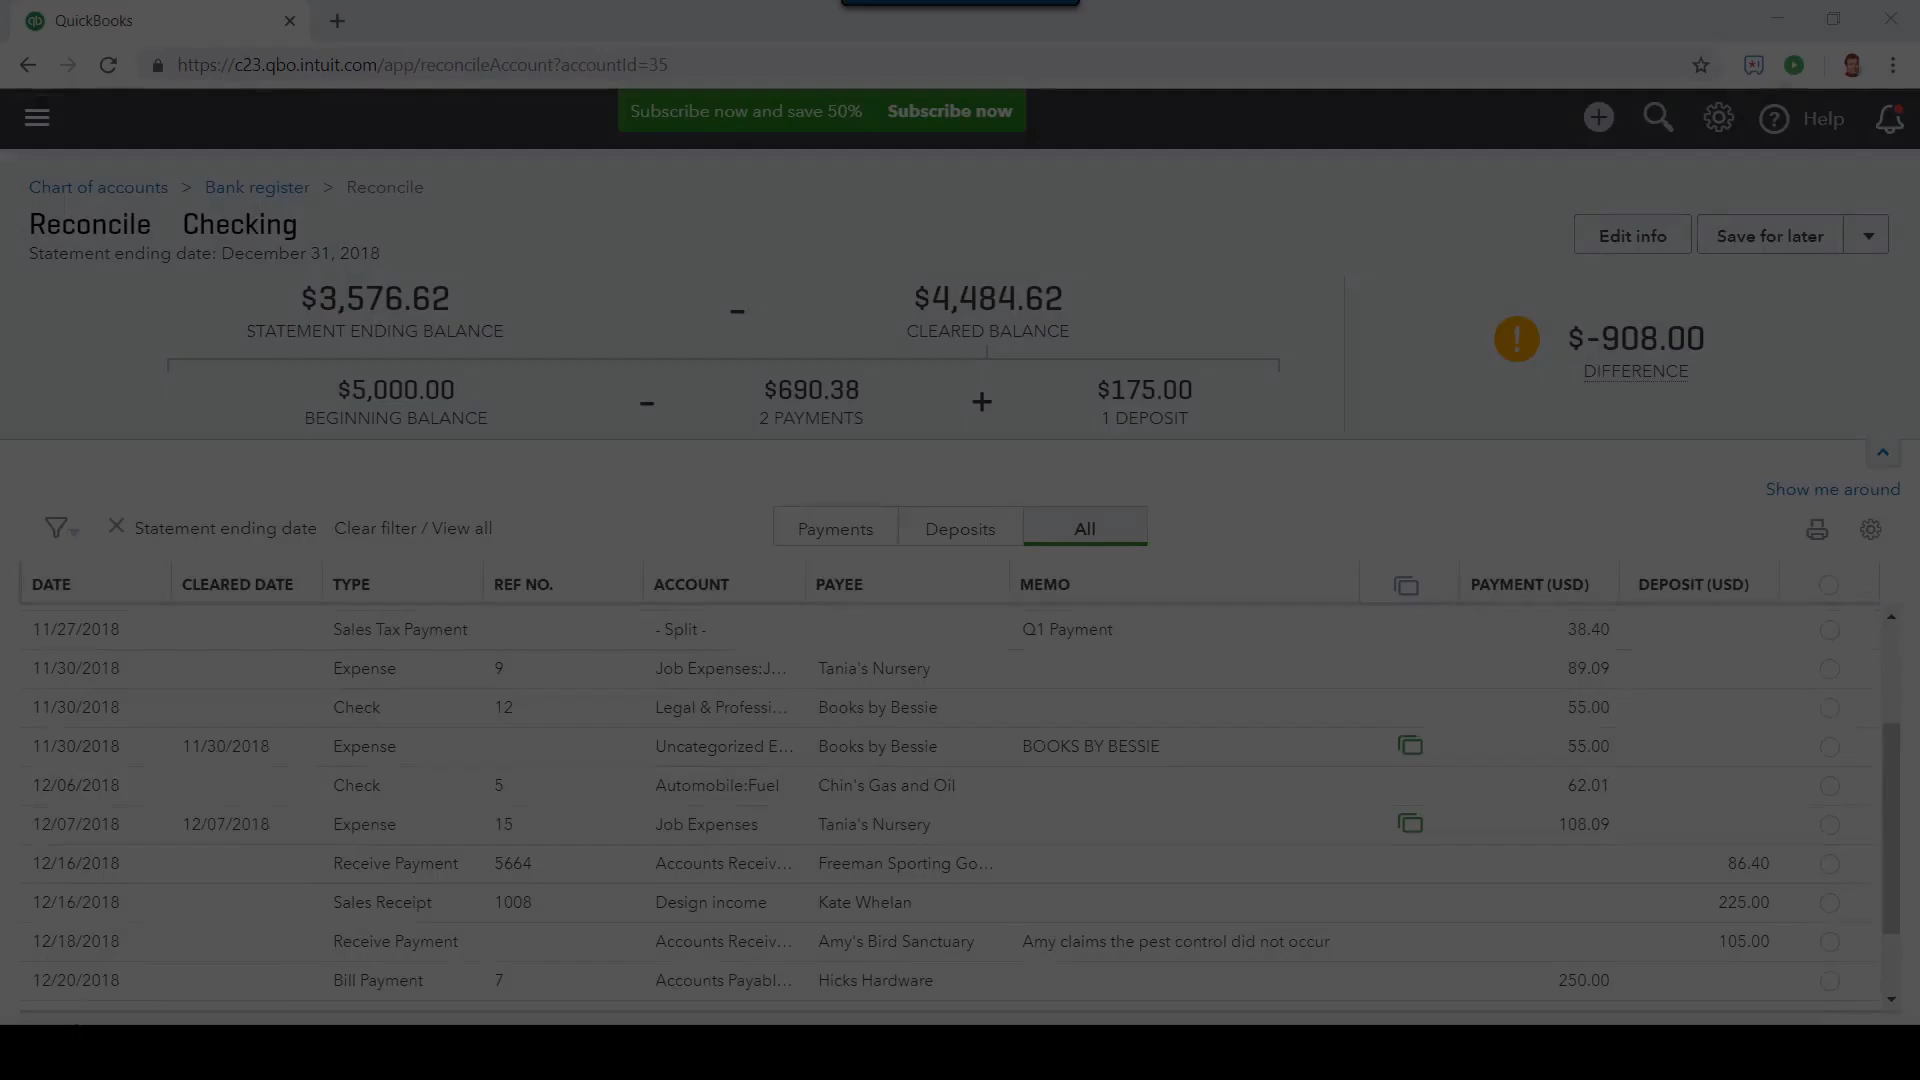 QuickBooks
https://c23.qbo.intuit.com/app/reconcileAccount?accountId=35
Subscribe now and save 50% Subscribe now
Help
Chart of accounts > Bank register > Reconcile
Reconcile Checking
Statement ending date: December 31, 2018
Edit info Save for later
$3,576.62 - $4,484.62
STATEMENT ENDING BALANCE CLEARED BALANCE
$-908.00
DIFFERENCE
$5,000.00 - $690.38 + $175.00
BEGINNING BALANCE 2 PAYMENTS 1 DEPOSIT
Show me around
Statement ending date Clear filter / View all Payments Deposits All
DATE CLEARED DATE TYPE REF NO. ACCOUNT PAYEE MEMO PAYMENT (USD) DEPOSIT (USD)
11/27/2018 Sales Tax Payment - Split - Q1 Payment 38.40
11/30/2018 Expense 9 Job Expenses:J... Tania's Nursery 89.09
11/30/2018 Check 12 Legal & Professi... Books by Bessie 55.00
11/30/2018 11/30/2018 Expense Uncategorized E... Books by Bessie BOOKS BY BESSIE 55.00
12/06/2018 Check 5 Automobile:Fuel Chin's Gas and Oil 62.01
12/07/2018 12/07/2018 Expense 15 Job Expenses Tania's Nursery 108.09
12/16/2018 Receive Payment 5664 Accounts Receiv... Freeman Sporting Go... 86.40
12/16/2018 Sales Receipt 1008 Design income Kate Whelan 225.00
12/18/2018 Receive Payment Accounts Receiv... Amy's Bird Sanctuary Amy claims the pest control did not occur 105.00
12/20/2018 Bill Payment 7 Accounts Payabl... Hicks Hardware 250.00